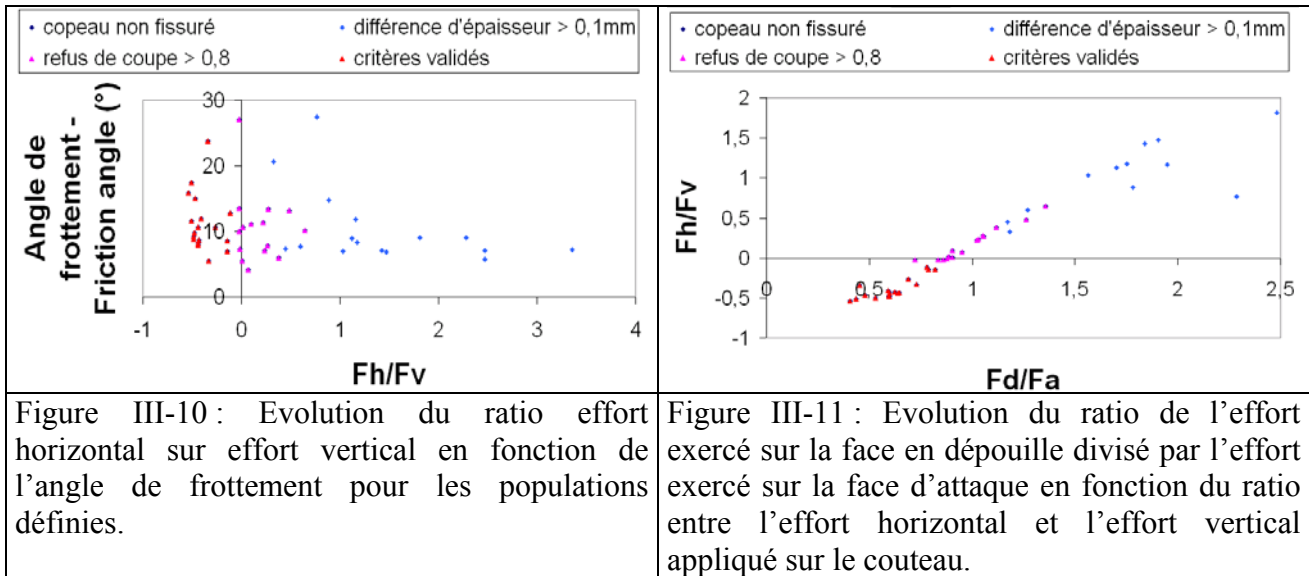 copeau non fissuré différence d'épaisseur > 0,1mm
refus de coupe > 0,8 critères validés
Angle de
frottement -
Friction angle (°)
30
20
10
0
-1 0 1 2 3 4
Fh/Fv
Figure III-10 : Evolution du ratio effort
horizontal sur effort vertical en fonction de
l'angle de frottement pour les populations
définies.
copeau non fissuré différence d'épaisseur > 0,1mm
refus de coupe > 0,8 critères validés
Fh/Fv
2
1,5
1
0,5
0
-0,5
-1
0 0,5 1 1,5 2 2,5
Fd/Fa
Figure III-11 : Evolution du ratio de l'effort
exercé sur la face en dépouille divisé par l'effort
exercé sur la face d'attaque en fonction du ratio
entre l'effort horizontal et l'effort vertical
appliqué sur le couteau.